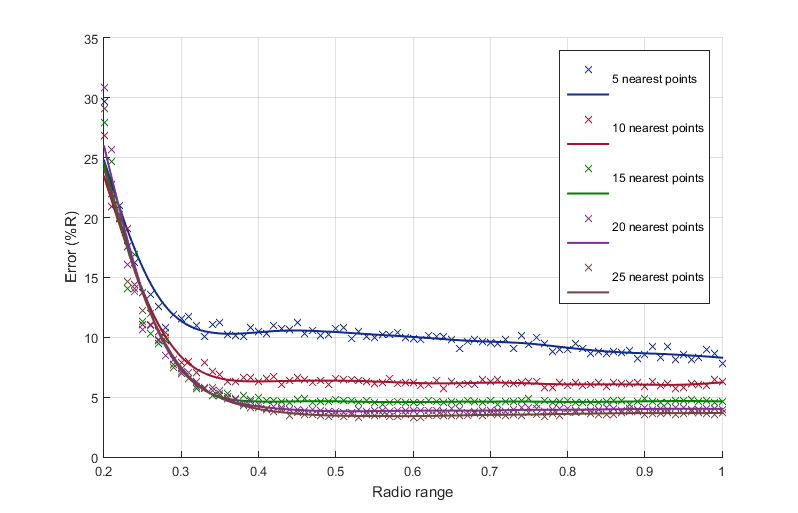 35
30
25
20
15
10
5
0
Error (%R)
5 nearest points
10 nearest points
15 nearest points
20 nearest points
25 nearest points
0.2 0.3 0.4 0.5 0.6 0.7 0.8 0.9 1
Radio range